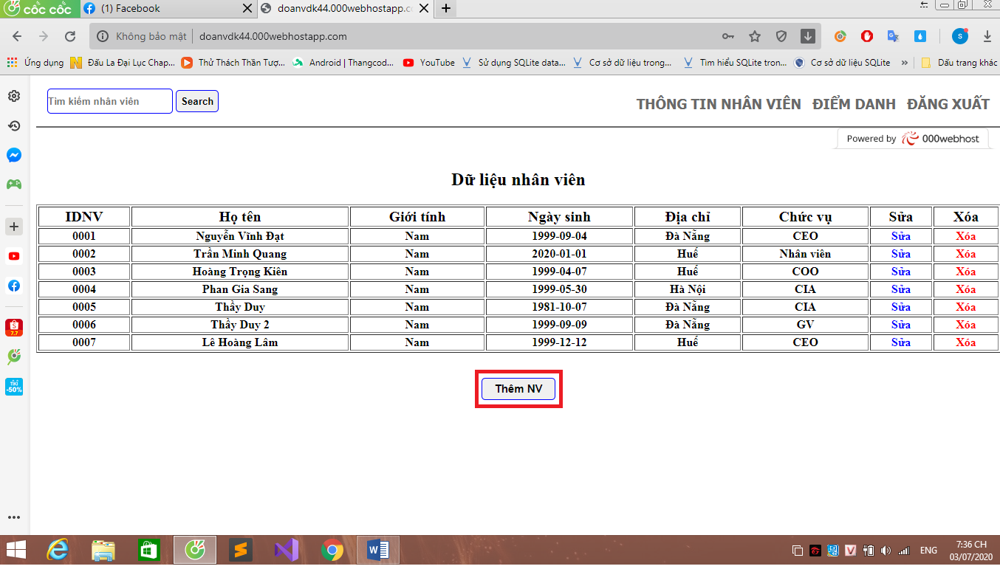 cốc cốc (1) Facebook doanvdk44.000webhostapp.co
Không bảo mật doanvdk44.000webhostapp.com S
Ứng dụng Đấu La Đại Lục Chap... Thử Thách Thần Tượ... Android | Thangcod... YouTube Sử dụng SQLite data... Cơ sở dữ liệu trong... Tìm hiểu SQLite tron... Cơ sở dữ liệu SQLite » Dấu trang khác
Tìm kiếm nhân viên Search THÔNG TIN NHÂN VIÊN ĐIỂM DANH ĐĂNG XUẤT
Powered by 000webhost
Dữ liệu nhân viên
IDNV Họ tên Giới tính Ngày sinh Địa chỉ Chức vụ Sửa Xóa
0001 Nguyễn Vĩnh Đạt Nam 1999-09-04 Đà Nẵng CEO Sửa Xóa
0002 Trần Minh Quang Nam 2020-01-01 Huế Nhân viên Sửa Xóa
0003 Hoàng Trọng Kiên Nam 1999-04-07 Huế COO Sửa Xóa
0004 Phan Gia Sang Nam 1999-05-30 Hà Nội CIA Sửa Xóa
0005 Thầy Duy Nam 1981-10-07 Đà Nẵng CIA Sửa Xóa
0006 Thầy Duy 2 Nam 1999-09-09 Đà Nẵng GV Sửa Xóa
0007 Lê Hoàng Lâm Nam 1999-12-12 Huế CEO Sửa Xóa
7.7
TIKI
-50%
Thêm NV
ENG 7:36 CH
03/07/2020